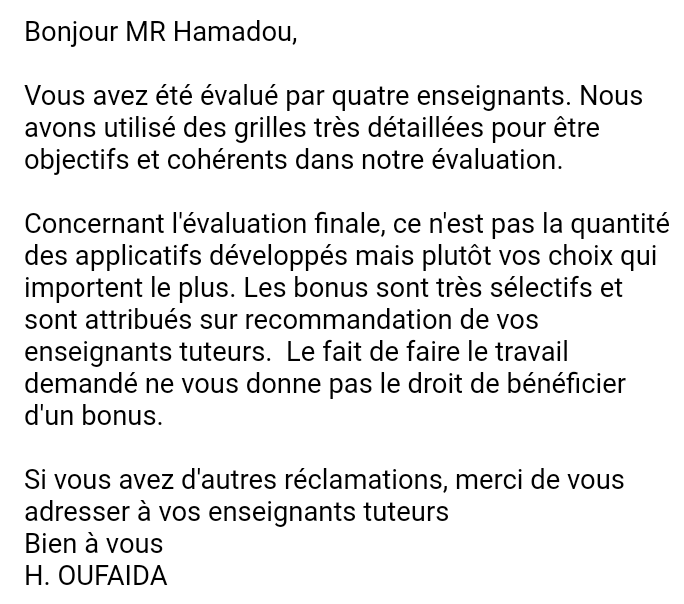 Bonjour MR Hamadou,
Vous avez été évalué par quatre enseignants. Nous
avons utilisé des grilles très détaillées pour être
objectifs et cohérents dans notre évaluation.
Concernant l'évaluation finale, ce n'est pas la quantité
des applicatifs développés mais plutôt vos choix qui
importent le plus. Les bonus sont très sélectifs et
sont attribués sur recommandation de vos
enseignants tuteurs.  Le fait de faire le travail
demandé ne vous donne pas le droit de bénéficier
d'un bonus.
Si vous avez d'autres réclamations, merci de vous
adresser à vos enseignants tuteurs
Bien à vous
H. OUFAIDA